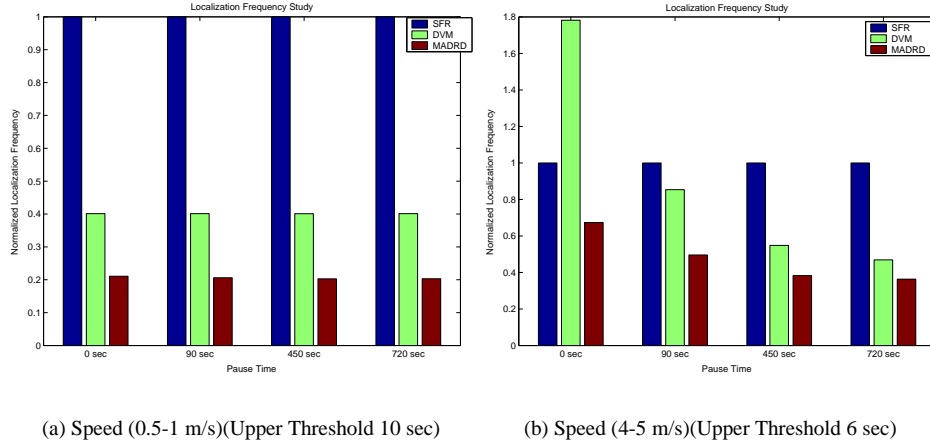 Localization Frequency Study
SFR
DVM
MADRD
1
0.9
0.8
0.7
0.6
0.5
0.4
0.3
0.2
0.1
0
Normalized Localization Frequency
0 sec
90 sec
450 sec
720 sec
Pause Time
(a) Speed (0.5-1 m/s)(Upper Threshold 10 sec)
Localization Frequency Study
SFR
DVM
MADRD
1.8
1.6
1.4
1.2
1
0.8
0.6
0.4
0.2
0
Normalized Localization Frequency
0 sec
90 sec
450 sec
720 sec
Pause Time
(b) Speed (4-5 m/s)(Upper Threshold 6 sec)